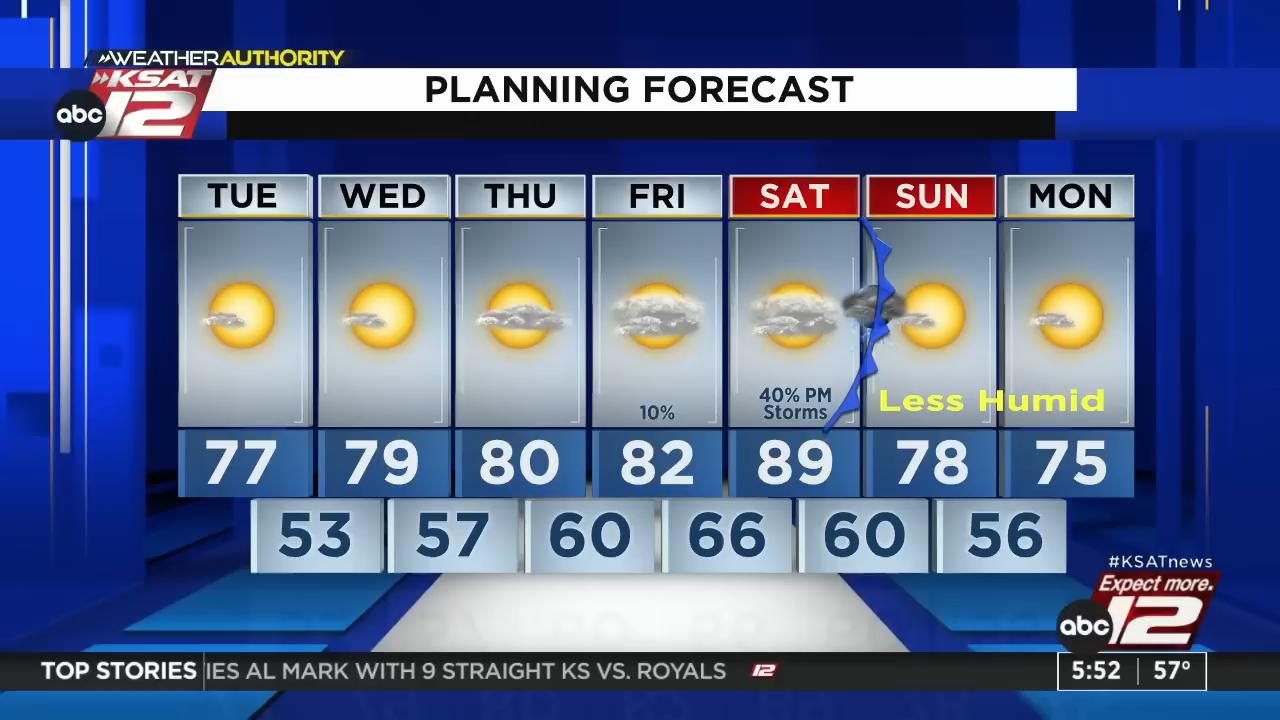 WEATHERAUTHORITY
KSAT
abc 12
PLANNING FORECAST
TUE WED THU FRI SAT SUN MON
10%
40% PM
Storms
Less Humid
77 79 80 82 89 78 75
53 57 60 66 60 56
#KSATnews
Expect more.
abc 12
TOP STORIES IES AL MARK WITH 9 STRAIGHT KS VS. ROYALS 12
5:52 57°